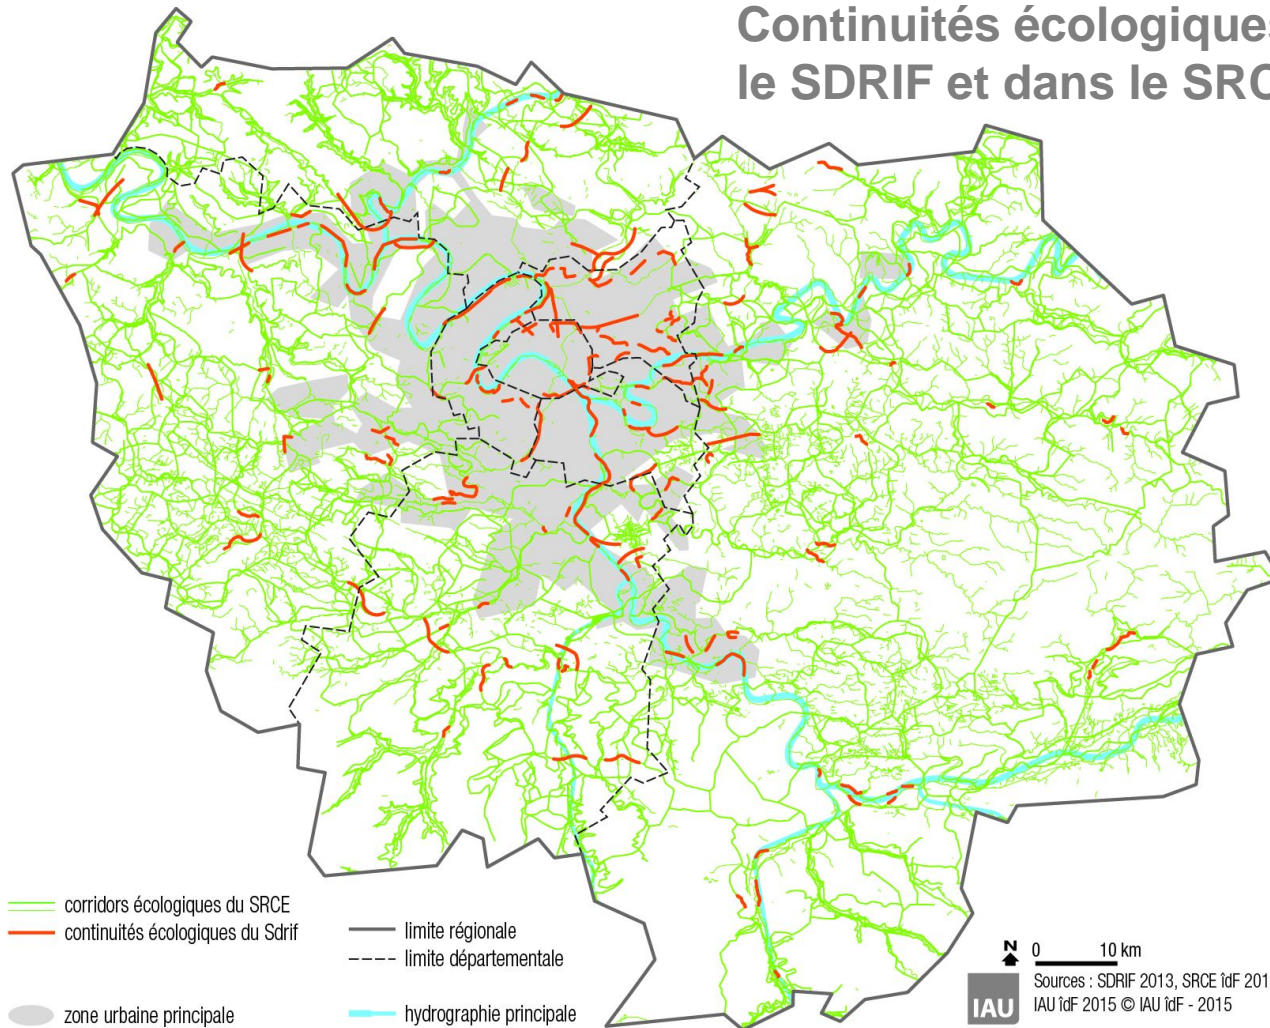 Continuités écologiques
le SDRIF et dans le SRC
corridors écologiques du SRCE
continuités écologiques du Sdrif
zone urbaine principale
limite régionale
limite départementale
hydrographie principale
N 0 10 km
IAU
Sources : SDRIF 2013, SRCE îdF 201
IAU îdF 2015 © IAU îdF - 2015